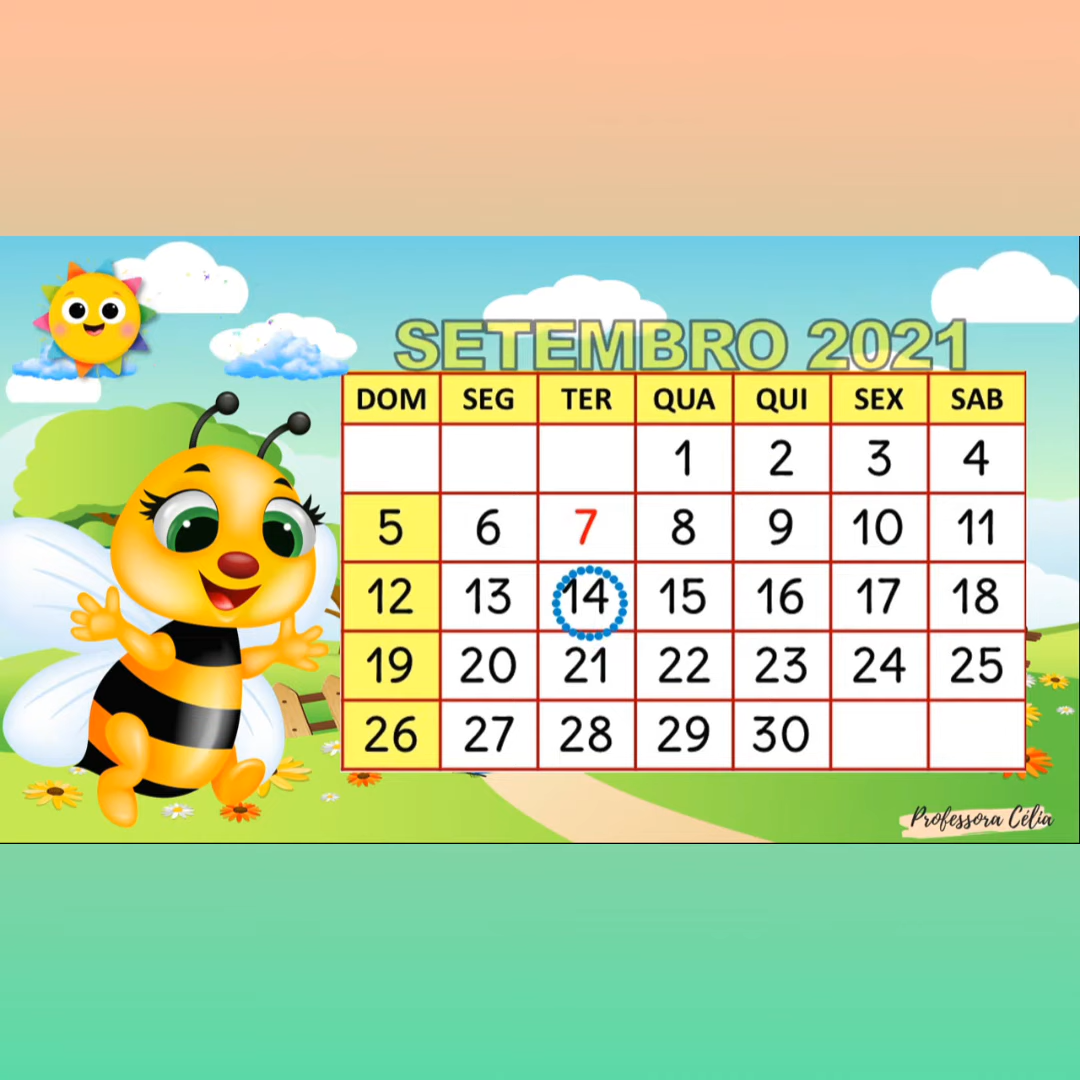 SETEMBRO 2021
DOM SEG TER QUA QUI SEX SAB
1 2 3 4
5 6 7 8 9 10 11
12 13 14 15 16 17 18
19 20 21 22 23 24 25
26 27 28 29 30
Professora Célia